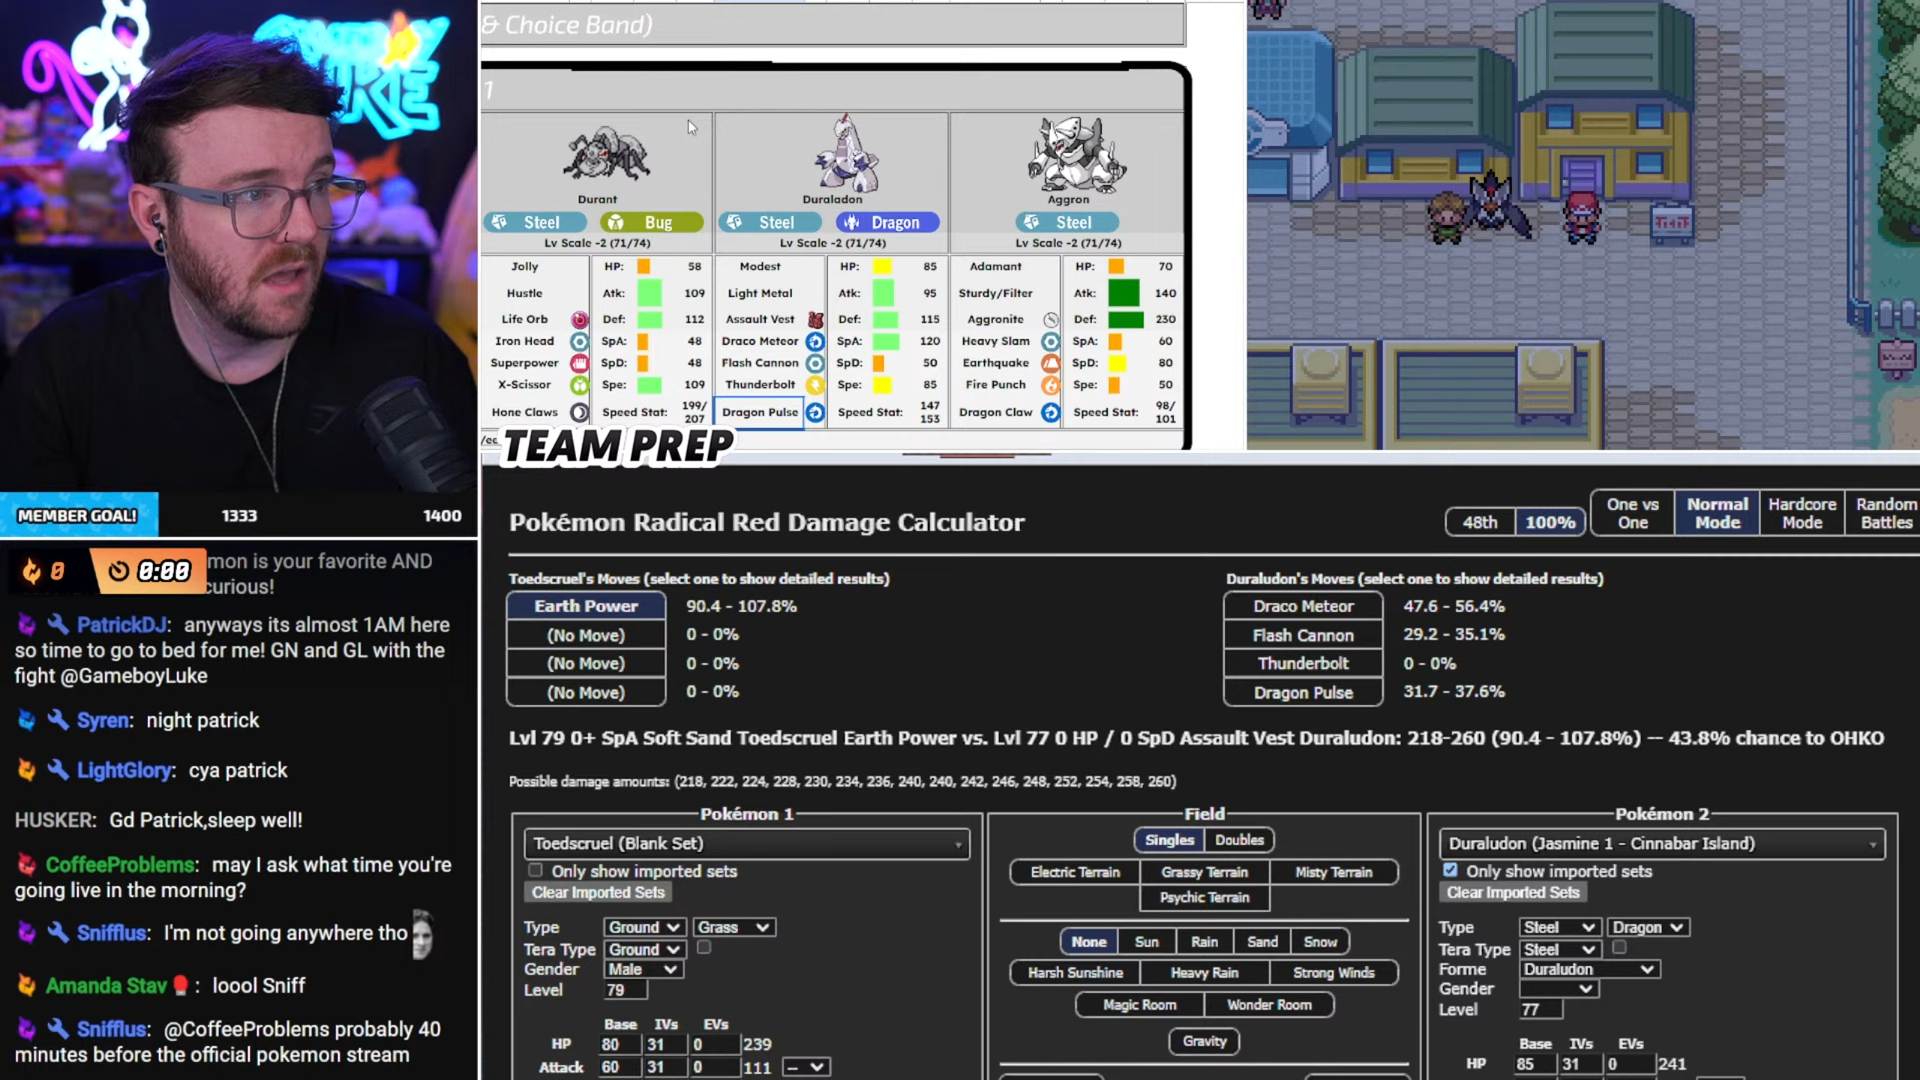 & Choice Band)
1
Durant
Duraladon
Aggron
Steel Bug
Steel Dragon
Steel
Lv Scale -2 (71/74)
Lv Scale -2 (71/74)
Lv Scale -2 (71/74)
Jolly HP: 58 Modest HP: 85 Adamant HP: 70
Hustle Atk: 109 Light Metal Atk: 95 Sturdy/Filter Atk: 140
Life Orb Def: 112 Assault Vest Def: 115 Aggronite Def: 230
Iron Head SpA: 48 Draco Meteor SpA: 120 Heavy Slam SpA: 60
Superpower SpD: 48 Flash Cannon SpD: 50 Earthquake SpD: 80
X-Scissor Spe: 109 Thunderbolt Spe: 85 Fire Punch Spe: 50
Hone Claws Speed Stat: 199/ 207 Dragon Pulse Speed Stat: 147 153 Dragon Claw Speed Stat: 98/ 101
TEAM PREP
MEMBER GOAL! 1333 1400
0 0:00
mon is your favorite AND
curious!
PatrickDJ: anyways its almost 1AM here
so time to go to bed for me! GN and GL with the
fight @GameboyLuke
Syren: night patrick
LightGlory: cya patrick
HUSKER: Gd Patrick,sleep well!
CoffeeProblems: may I ask what time you're
going live in the morning?
Snifflus: I'm not going anywhere tho
Amanda Stav : loool Sniff
Snifflus: @CoffeeProblems probably 40
minutes before the official pokemon stream
Pokémon Radical Red Damage Calculator
48th 100%
One vs One
Normal Mode
Hardcore Mode
Random Battles
Toedscruel's Moves (select one to show detailed results)
Earth Power 90.4 - 107.8%
(No Move) 0 - 0%
(No Move) 0 - 0%
(No Move) 0 - 0%
Duraludon's Moves (select one to show detailed results)
Draco Meteor 47.6 - 56.4%
Flash Cannon 29.2 - 35.1%
Thunderbolt 0 - 0%
Dragon Pulse 31.7 - 37.6%
Lvl 79 0+ SpA Soft Sand Toedscruel Earth Power vs. Lvl 77 0 HP / 0 SpD Assault Vest Duraludon: 218-260 (90.4 - 107.8%) -- 43.8% chance to OHKO
Possible damage amounts: (218, 222, 224, 228, 230, 234, 236, 240, 240, 242, 246, 248, 252, 254, 258, 260)
Pokémon 1
Toedscruel (Blank Set)
Only show imported sets
Clear Imported Sets
Type Ground Grass
Tera Type Ground
Gender Male
Level 79
Base IVs EVs
HP 80 31 0 239
Attack 60 31 0 111 --
Field
Singles Doubles
Electric Terrain Grassy Terrain Misty Terrain
Psychic Terrain
None Sun Rain Sand Snow
Harsh Sunshine Heavy Rain Strong Winds
Magic Room Wonder Room
Gravity
Pokémon 2
Duraludon (Jasmine 1 - Cinnabar Island)
Only show imported sets
Clear Imported Sets
Type Steel Dragon
Tera Type Steel
Forme Duraludon
Gender
Level 77
Base IVs EVs
HP 85 31 0 241